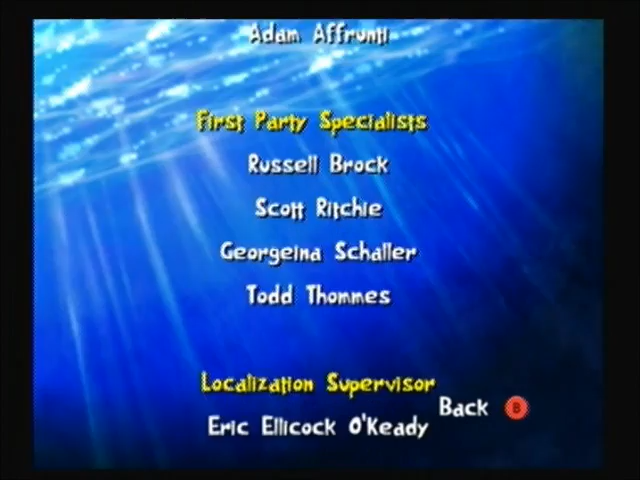 Adam Affrunti
First Party Specialists
Russell Brock
Scott Ritchie
Georgeina Schaller
Todd Thommes
Localization Supervisor
Back B
Eric Ellicock O'Keady